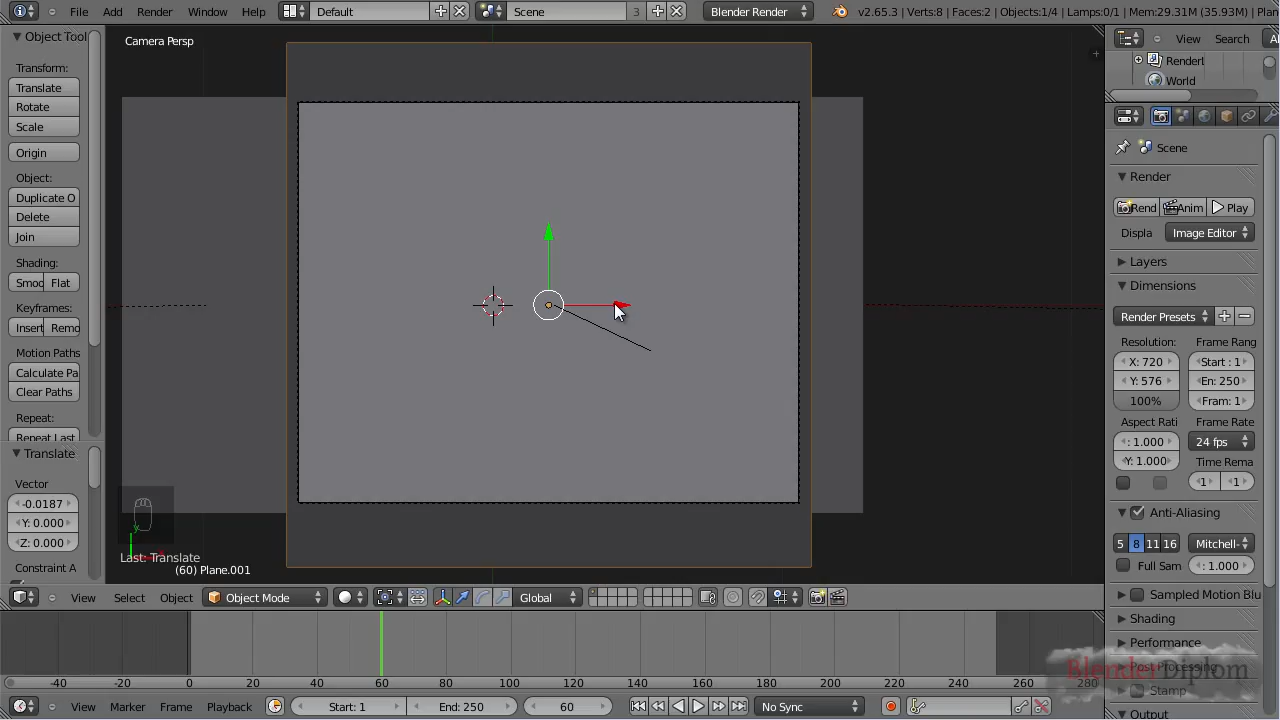 File Add Render Window Help Default Scene 3 Blender Render v2.65.3 | Verts:8 | Faces:2 | Objects:1/4 | Lamps:0/1 | Mem:29.31M (35.93M) | Plan
Object Tool
Transform:
Translate
Rotate
Scale
Origin
Object:
Duplicate O
Delete
Join
Shading:
Smoo Flat
Keyframes:
Insert Remo
Motion Paths
Calculate Pa
Clear Paths
Repeat:
Repeat Last
Translate
Vector
-0.0187
Y: 0.000
Z: 0.000
Constraint A
Camera Persp
y
Last: Translate
(60) Plane.001
View Search Al
RenderL
World
Scene
Render
Rend Anim Play
Displa Image Editor
Layers
Dimensions
Render Presets
Resolution: Frame Rang
X: 720 Start : 1
Y: 576 En: 250
100% Fram: 1
Aspect Rati Frame Rate
: 1.000 24 fps
Y: 1.000 Time Rema
1 1
Anti-Aliasing
5 8 11 16 Mitchell-
Full Sam : 1.000
Sampled Motion Blu
Shading
Performance
Post Processing
Stamp
Output
BlenderDiplom
View Select Object Object Mode Global
-40 -20 0 20 40 60 80 100 120 140 160 180 200 220 240 260 280
View Marker Frame Playback Start: 1 End: 250 60 No Sync